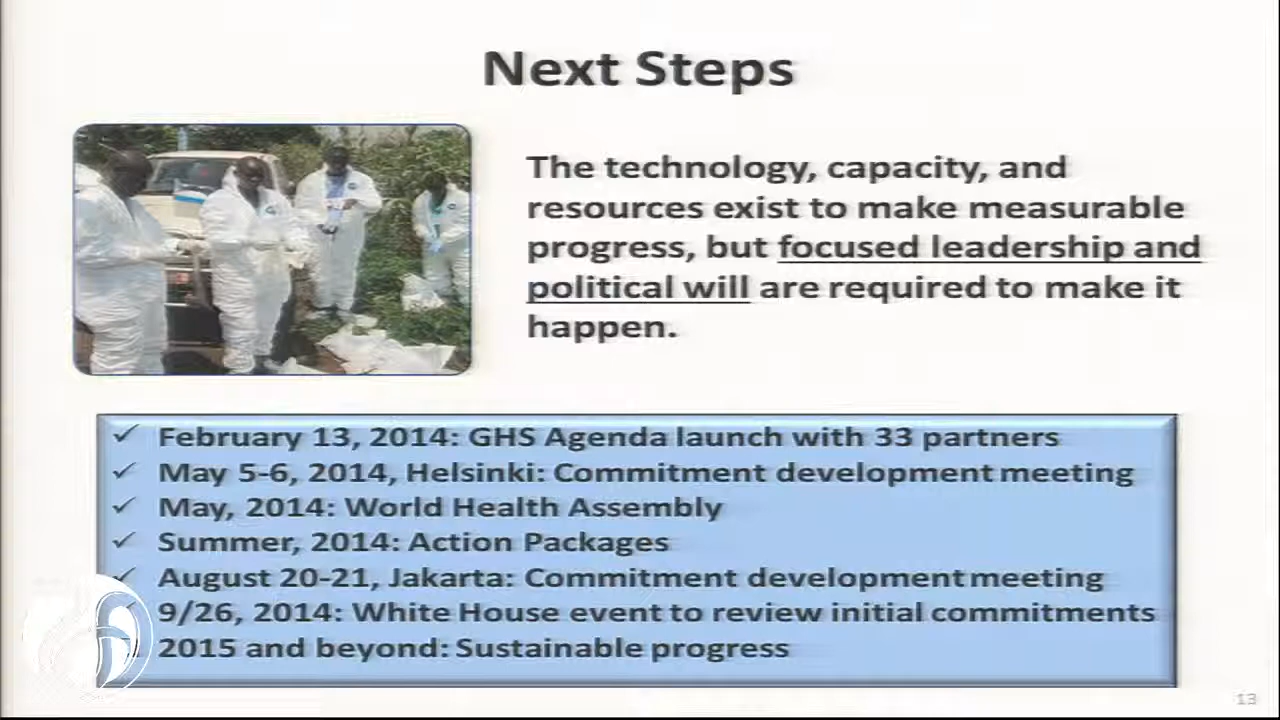 Next Steps
The technology, capacity, and
resources exist to make measurable
progress, but focused leadership and
political will are required to make it
happen.
✓ February 13, 2014: GHS Agenda launch with 33 partners
✓ May 5-6, 2014, Helsinki: Commitment development meeting
✓ May, 2014: World Health Assembly
✓ Summer, 2014: Action Packages
✓ August 20-21, Jakarta: Commitment development meeting
✓ 9/26, 2014: White House event to review initial commitments
2015 and beyond: Sustainable progress
13